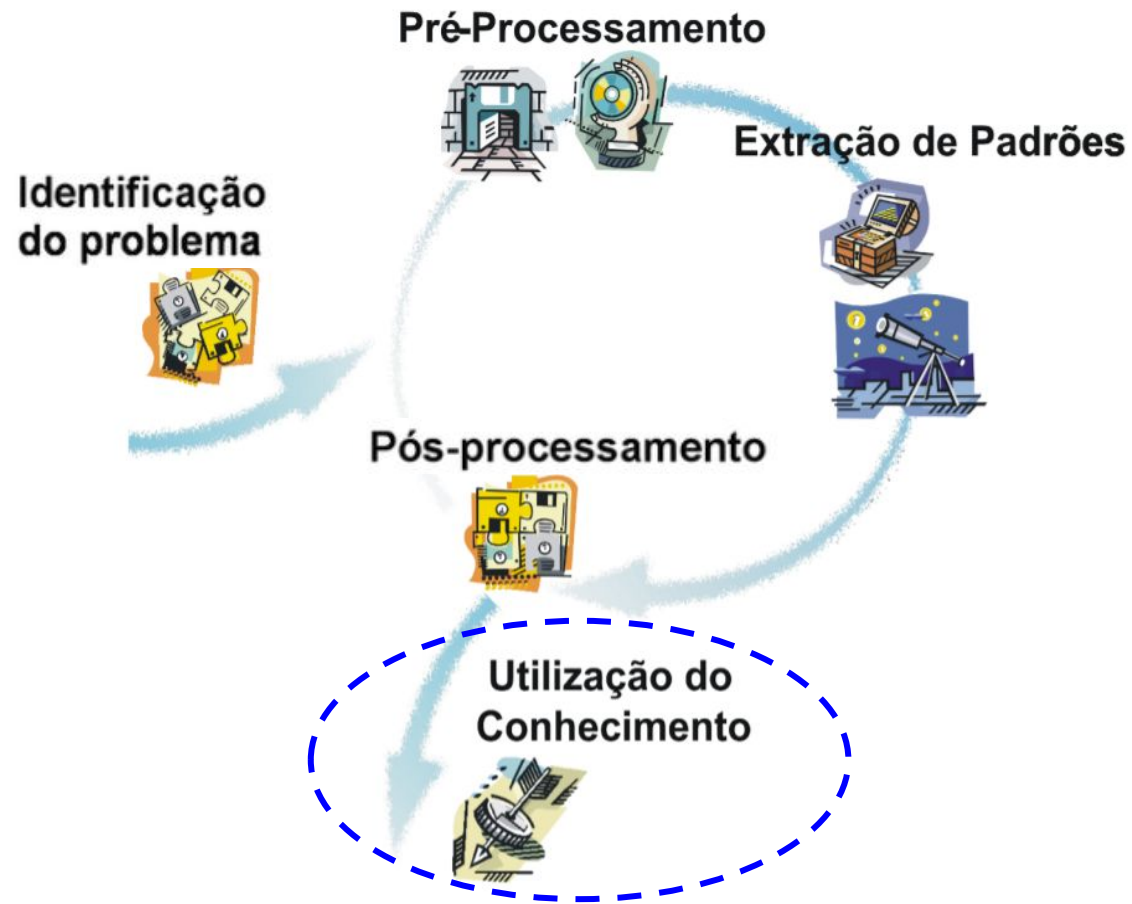 Pré-Processamento
Extração de Padrões
Identificação
do problema
Pós-processamento
Utilização do
Conhecimento